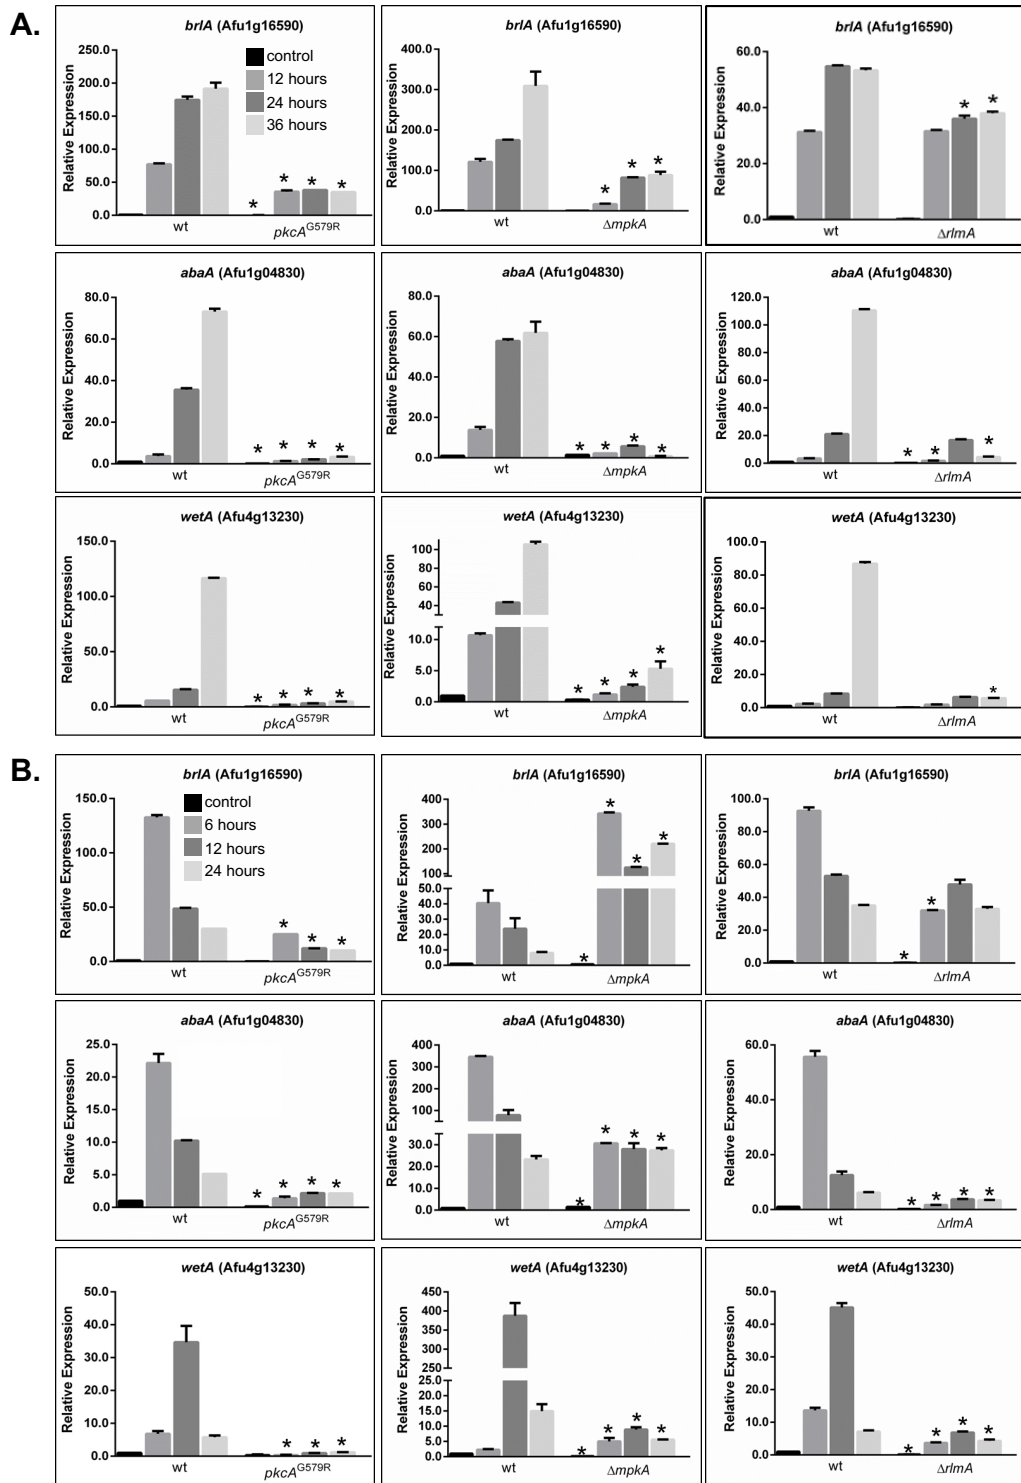 A.
brlA (Afu1g16590)
Relative Expression
250.0
200.0
150.0
100.0
50.0
0.0
control
12 hours
24 hours
36 hours
* * * *
wt
pkcAG579R
brlA (Afu1g16590)
Relative Expression
400.0
300.0
200.0
100.0
0.0
* * *
wt
ΔmpkA
brlA (Afu1g16590)
Relative Expression
60.0
40.0
20.0
0.0
* *
wt
ΔrlmA
abaA (Afu1g04830)
Relative Expression
80.0
60.0
40.0
20.0
0.0
* * * *
wt
pkcAG579R
abaA (Afu1g04830)
Relative Expression
80.0
60.0
40.0
20.0
0.0
* * * *
wt
ΔmpkA
abaA (Afu1g04830)
Relative Expression
120.0
100.0
80.0
60.0
40.0
20.0
0.0
* * *
wt
ΔrlmA
wetA (Afu4g13230)
Relative Expression
150.0
100.0
50.0
0.0
* * * *
wt
pkcAG579R
wetA (Afu4g13230)
Relative Expression
100
80
60
40
10.0
5.0
0.0
* * * *
wt
ΔmpkA
wetA (Afu4g13230)
Relative Expression
100.0
80.0
60.0
40.0
20.0
0.0
*
wt
ΔrlmA
B.
brlA (Afu1g16590)
Relative Expression
150.0
100.0
50.0
0.0
control
6 hours
12 hours
24 hours
* * *
wt
pkcAG579R
brlA (Afu1g16590)
Relative Expression
400
300
200
100
50.0
40.0
30.0
20.0
10.0
0.0
* * * *
wt
ΔmpkA
brlA (Afu1g16590)
Relative Expression
100.0
80.0
60.0
40.0
20.0
0.0
* *
wt
ΔrlmA
abaA (Afu1g04830)
Relative Expression
25.0
20.0
15.0
10.0
5.0
0.0
* * * *
wt
pkcAG579R
abaA (Afu1g04830)
Relative Expression
400
300
200
100
30.0
20.0
10.0
0.0
* * * *
wt
ΔmpkA
abaA (Afu1g04830)
Relative Expression
60.0
40.0
20.0
0.0
* * * *
wt
ΔrlmA
wetA (Afu4g13230)
Relative Expression
50.0
40.0
30.0
20.0
10.0
0.0
* * *
wt
pkcAG579R
wetA (Afu4g13230)
Relative Expression
450
400
350
300
250
25.0
20.0
15.0
10.0
5.0
0.0
* * * *
wt
ΔmpkA
wetA (Afu4g13230)
Relative Expression
50.0
40.0
30.0
20.0
10.0
0.0
* * * *
wt
ΔrlmA